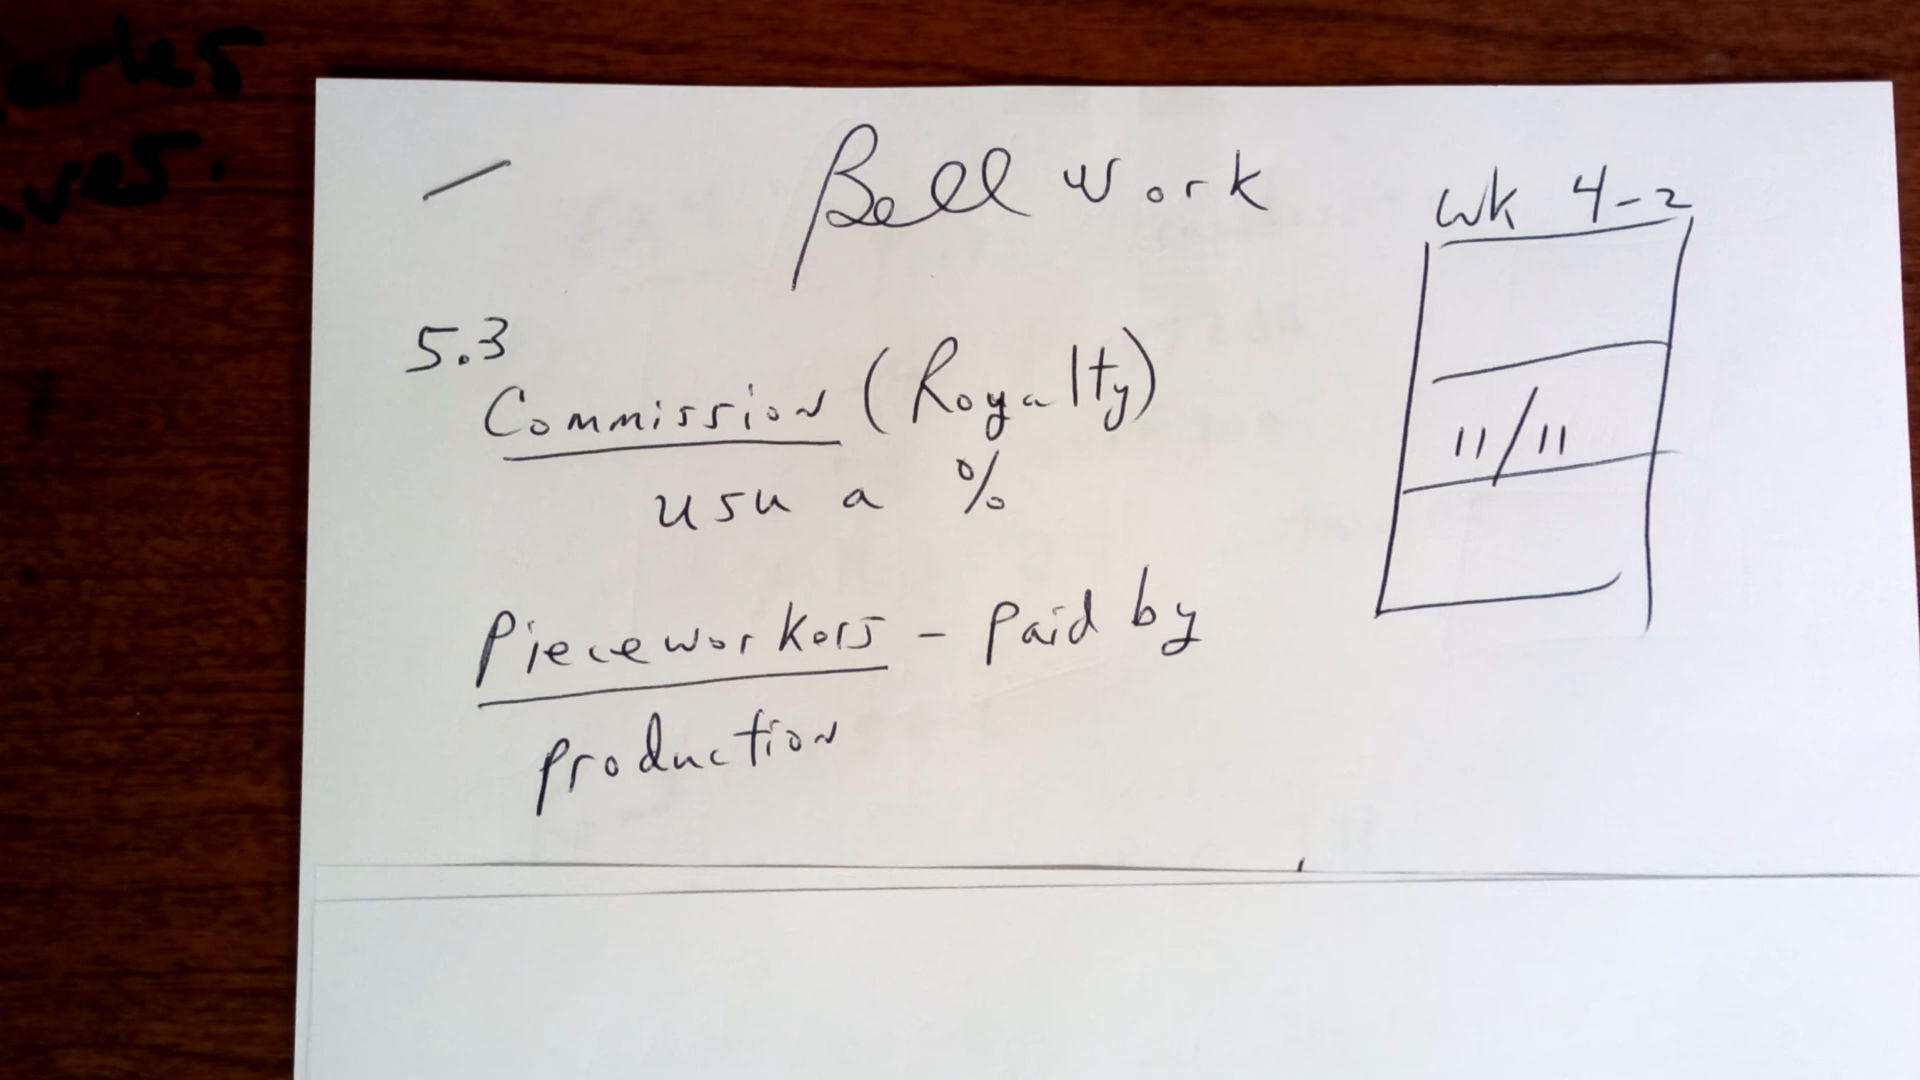 Bell work
wk 4-2
5.3
Commission (Royalty)
usu a %
11/11
Pieceworkers - paid by
production